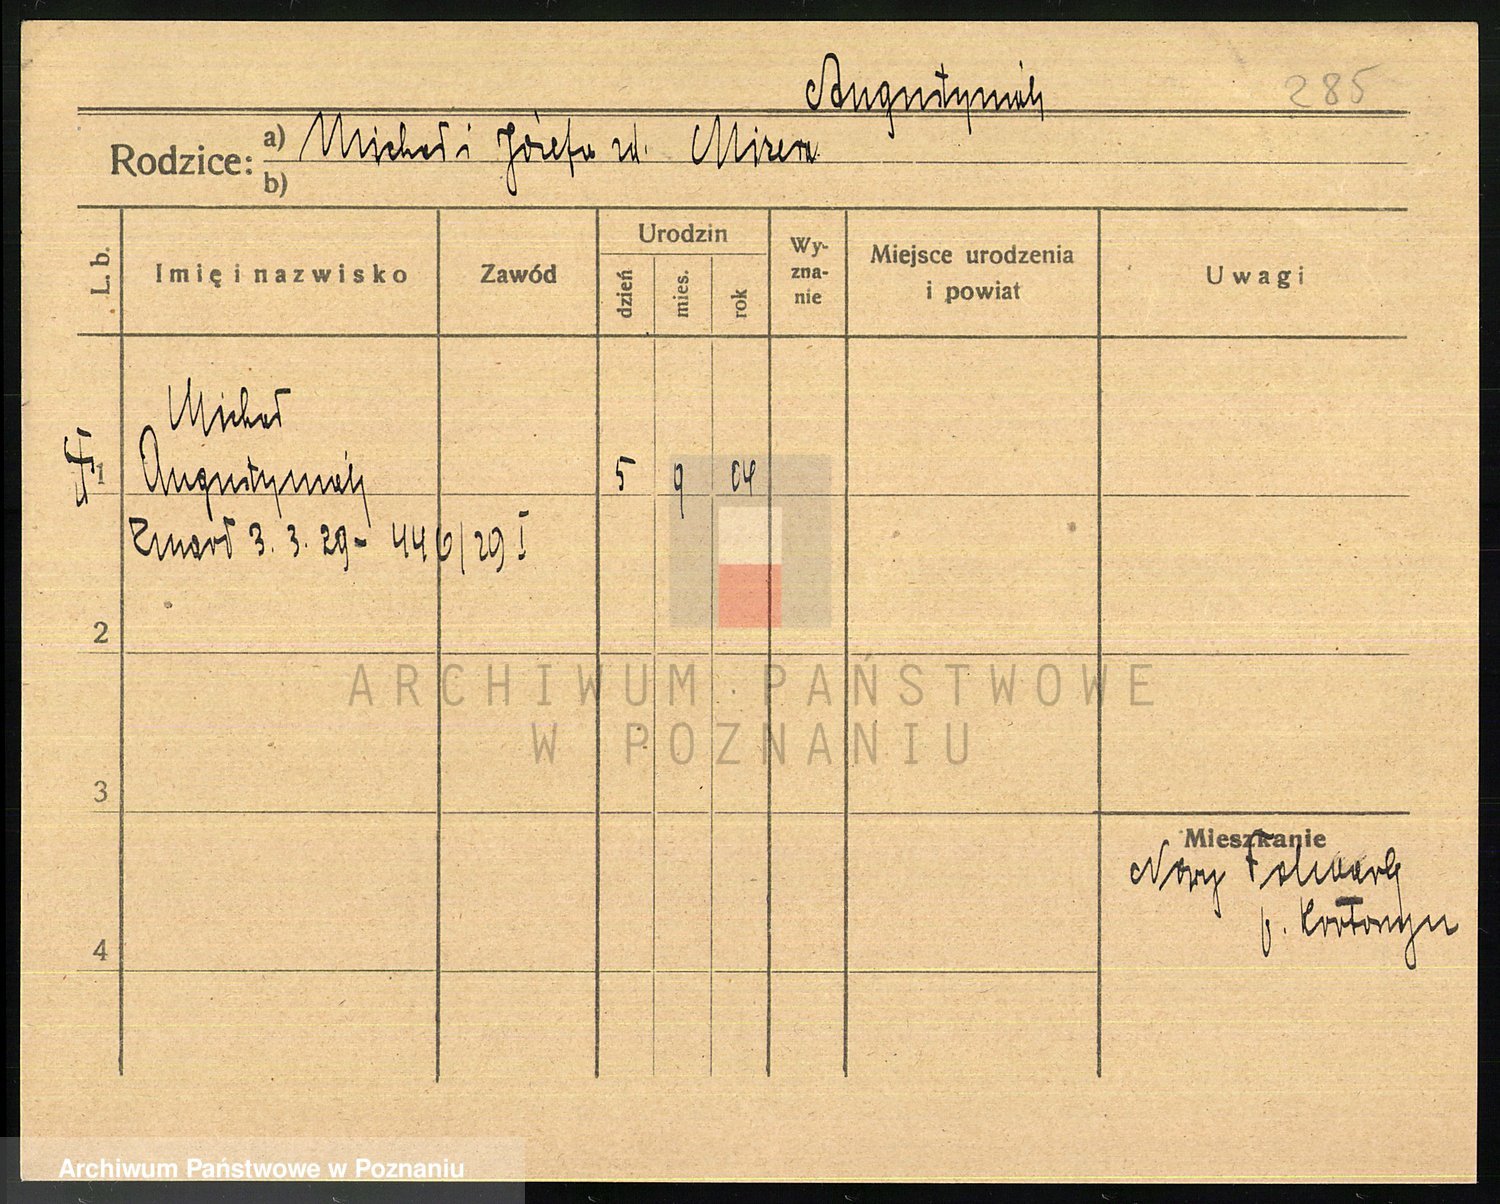 Augustyniak 285
Rodzice: a) Michał i Józefa zd. Mizera
b)
L. b. Imię i nazwisko Zawód Urodzin dzień mies. rok Wy-zna-nie Miejsce urodzenia i powiat Uwagi
Michał
1 Augustyniak 5 9 04
Zmarł 3. 3. 29 - 446/29 I
2
ARCHIWUM PAŃSTWOWE
W POZNANIU
3
Mieszkanie
Nowy Folwark
p.
4
Archiwum Państwowe w Poznaniu